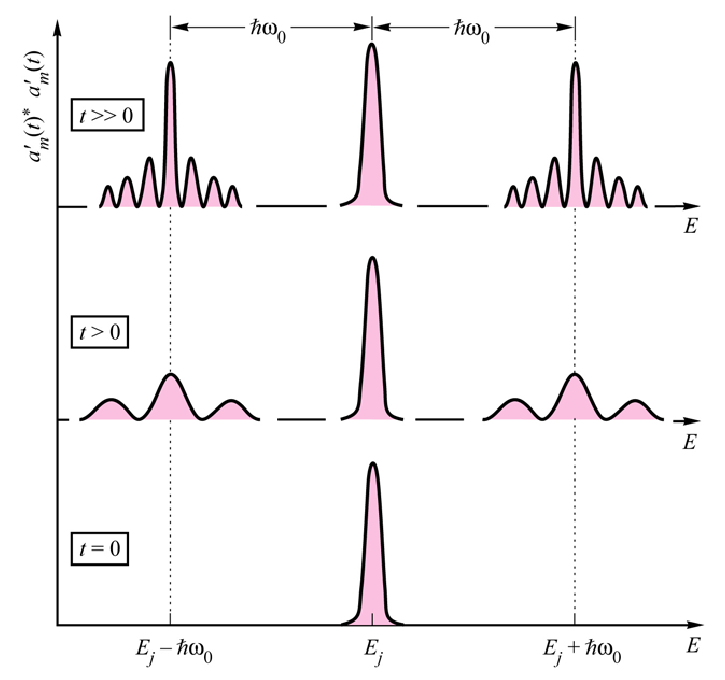 ħω₀ ħω₀
a′ₘ(t)* a′ₘ(t)
t >> 0
E
t > 0
E
t = 0
Eⱼ − ħω₀ Eⱼ Eⱼ + ħω₀ E